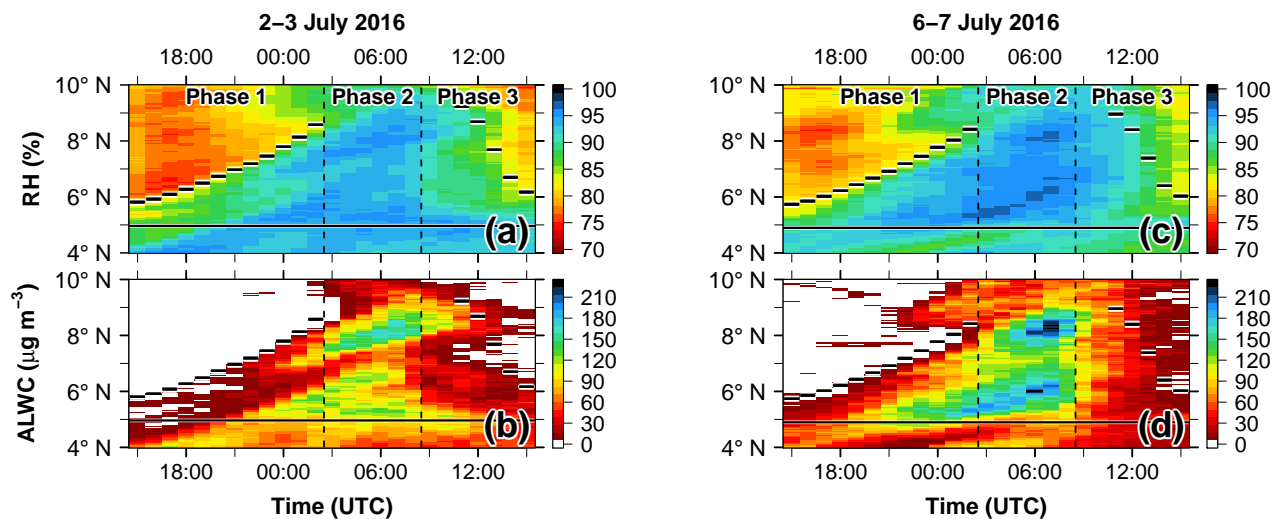 2–3 July 2016
6–7 July 2016
18:00 00:00 06:00 12:00
18:00 00:00 06:00 12:00
RH (%)
10° N
8° N
6° N
4° N
Phase 1 Phase 2 Phase 3
(a)
100
95
90
85
80
75
70
10° N
8° N
6° N
4° N
Phase 1 Phase 2 Phase 3
(c)
100
95
90
85
80
75
70
ALWC (µg m⁻³)
10° N
8° N
6° N
4° N
(b)
210
180
150
120
90
60
30
0
10° N
8° N
6° N
4° N
(d)
210
180
150
120
90
60
30
0
18:00 00:00 06:00 12:00
18:00 00:00 06:00 12:00
Time (UTC)
Time (UTC)